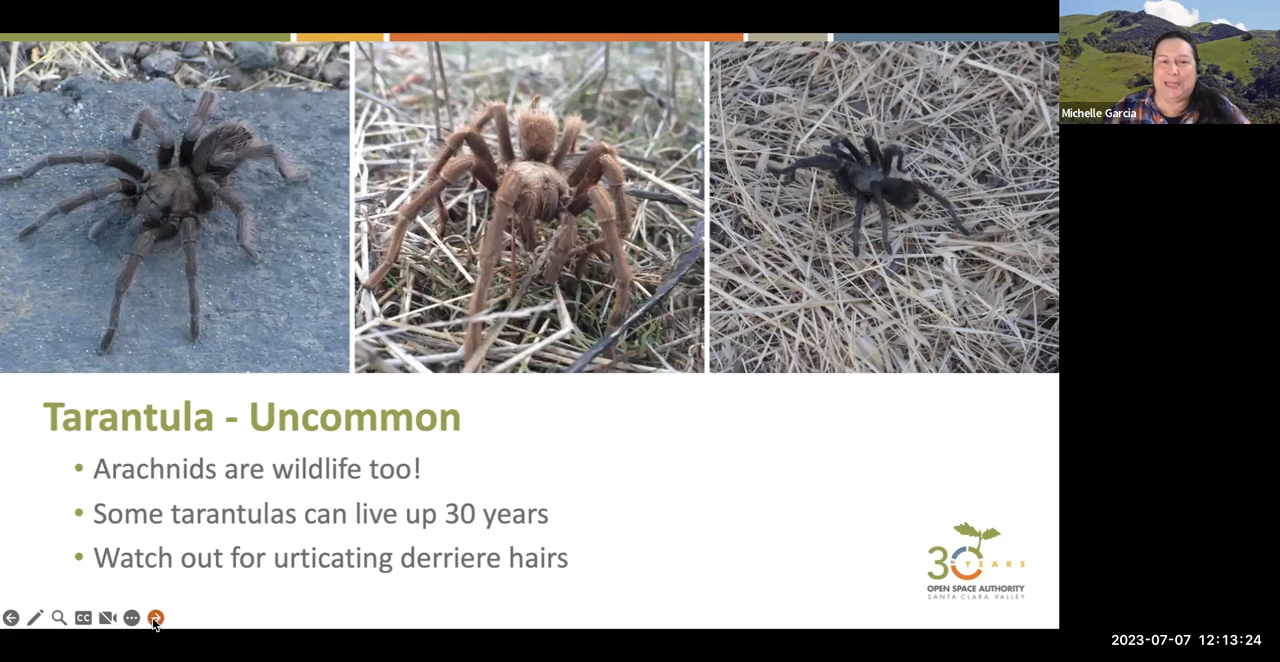 Michelle Garcia
Tarantula - Uncommon
• Arachnids are wildlife too!
• Some tarantulas can live up 30 years
• Watch out for urticating derriere hairs
30 YEARS
OPEN SPACE AUTHORITY
SANTA CLARA VALLEY
CC
2023-07-07 12:13:24